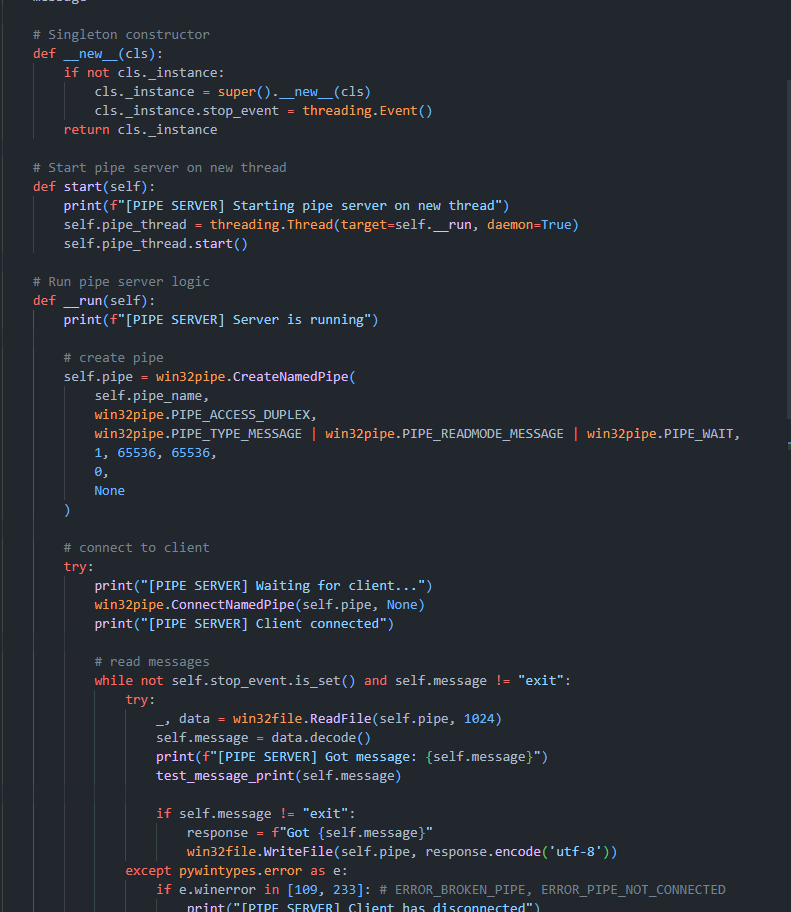 message
# Singleton constructor
def __new__(cls):
    if not cls._instance:
        cls._instance = super().__new__(cls)
        cls._instance.stop_event = threading.Event()
    return cls._instance
# Start pipe server on new thread
def start(self):
    print(f"[PIPE SERVER] Starting pipe server on new thread")
    self.pipe_thread = threading.Thread(target=self.__run, daemon=True)
    self.pipe_thread.start()
# Run pipe server logic
def __run(self):
    print(f"[PIPE SERVER] Server is running")
    # create pipe
    self.pipe = win32pipe.CreateNamedPipe(
        self.pipe_name,
        win32pipe.PIPE_ACCESS_DUPLEX,
        win32pipe.PIPE_TYPE_MESSAGE | win32pipe.PIPE_READMODE_MESSAGE | win32pipe.PIPE_WAIT,
        1, 65536, 65536,
        0,
        None
    )
    # connect to client
    try:
        print("[PIPE SERVER] Waiting for client...")
        win32pipe.ConnectNamedPipe(self.pipe, None)
        print("[PIPE SERVER] Client connected")
        # read messages
        while not self.stop_event.is_set() and self.message != "exit":
            try:
                _, data = win32file.ReadFile(self.pipe, 1024)
                self.message = data.decode()
                print(f"[PIPE SERVER] Got message: {self.message}")
                test_message_print(self.message)
                if self.message != "exit":
                    response = f"Got {self.message}"
                    win32file.WriteFile(self.pipe, response.encode('utf-8'))
            except pywintypes.error as e:
                if e.winerror in [109, 233]: # ERROR_BROKEN_PIPE, ERROR_PIPE_NOT_CONNECTED
                    print("[PIPE SERVER] Client has disconnected")